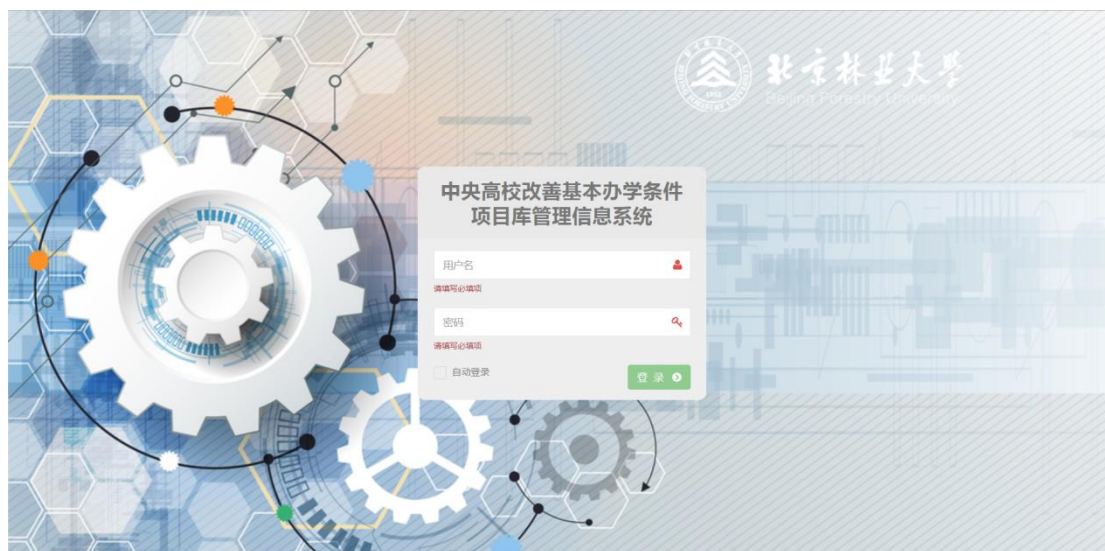 北京林业大学
Beijing Forestry University
中央高校改善基本办学条件
项目库管理信息系统
用户名
请填写必填项
密码
请填写必填项
自动登录
登 录